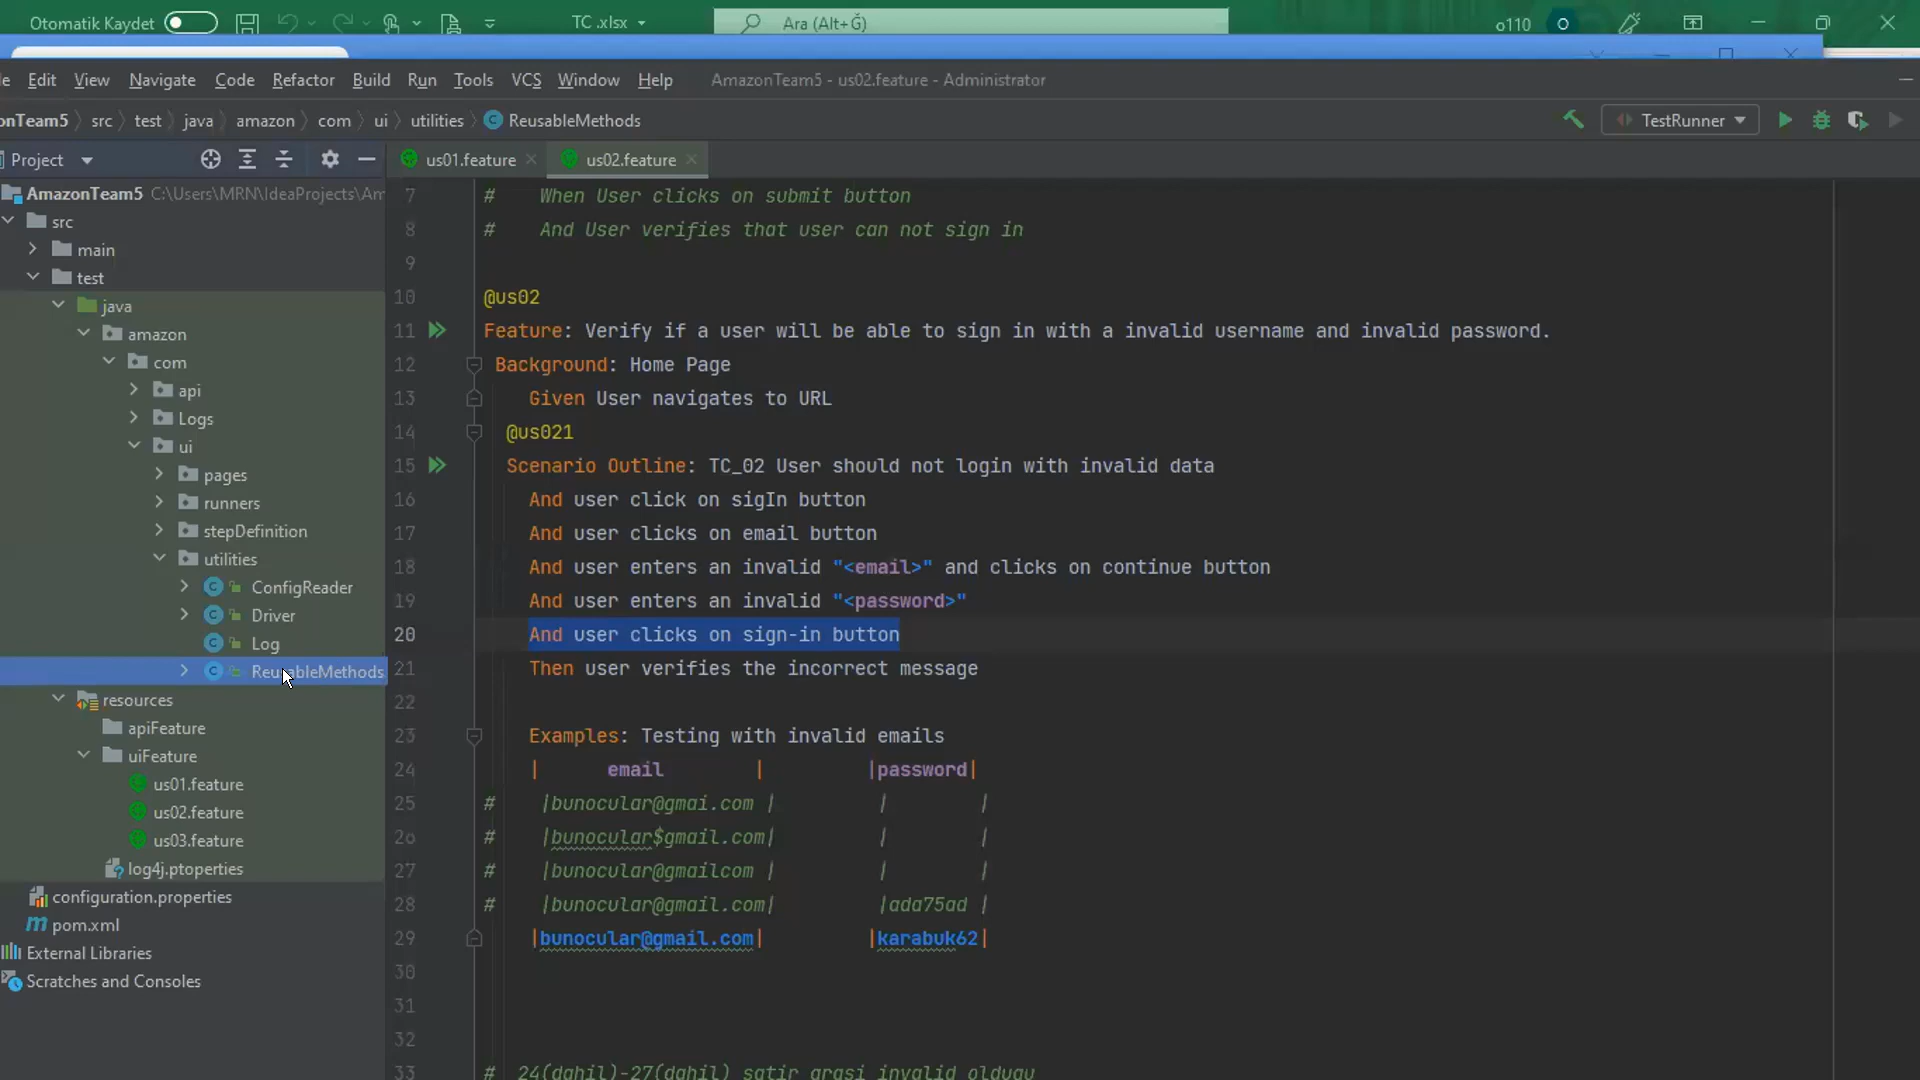 Otomatik Kaydet
TC .xlsx
Ara (Alt+Ğ)
o110
O
Edit View Navigate Code Refactor Build Run Tools VCS Window Help AmazonTeam5 - us02.feature - Administrator
onTeam5 src test java amazon com ui utilities ReusableMethods
TestRunner
Project
us01.feature
us02.feature
AmazonTeam5 C:\Users\MRN\IdeaProjects\Am
src
main
test
java
amazon
com
api
Logs
ui
pages
runners
stepDefinition
utilities
ConfigReader
Driver
Log
ReusableMethods
resources
apiFeature
uiFeature
us01.feature
us02.feature
us03.feature
log4j.ptoperties
configuration.properties
pom.xml
External Libraries
Scratches and Consoles
7 # When User clicks on submit button
8 # And User verifies that user can not sign in
9
10 @us02
11 Feature: Verify if a user will be able to sign in with a invalid username and invalid password.
12 Background: Home Page
13 Given User navigates to URL
14 @us021
15 Scenario Outline: TC_02 User should not login with invalid data
16 And user click on sigIn button
17 And user clicks on email button
18 And user enters an invalid "<email>" and clicks on continue button
19 And user enters an invalid "<password>"
20 And user clicks on sign-in button
21 Then user verifies the incorrect message
22
23 Examples: Testing with invalid emails
24 | email | |password|
25 # |bunocular@gmai.com | | |
26 # |bunocular$gmail.com| | |
27 # |bunocular@gmailcom | | |
28 # |bunocular@gmail.com| |ada75ad |
29 |bunocular@gmail.com| |karabuk62|
30
31
32
33 # 24(dahil)-27(dahil) satir arasi invalid oldugu